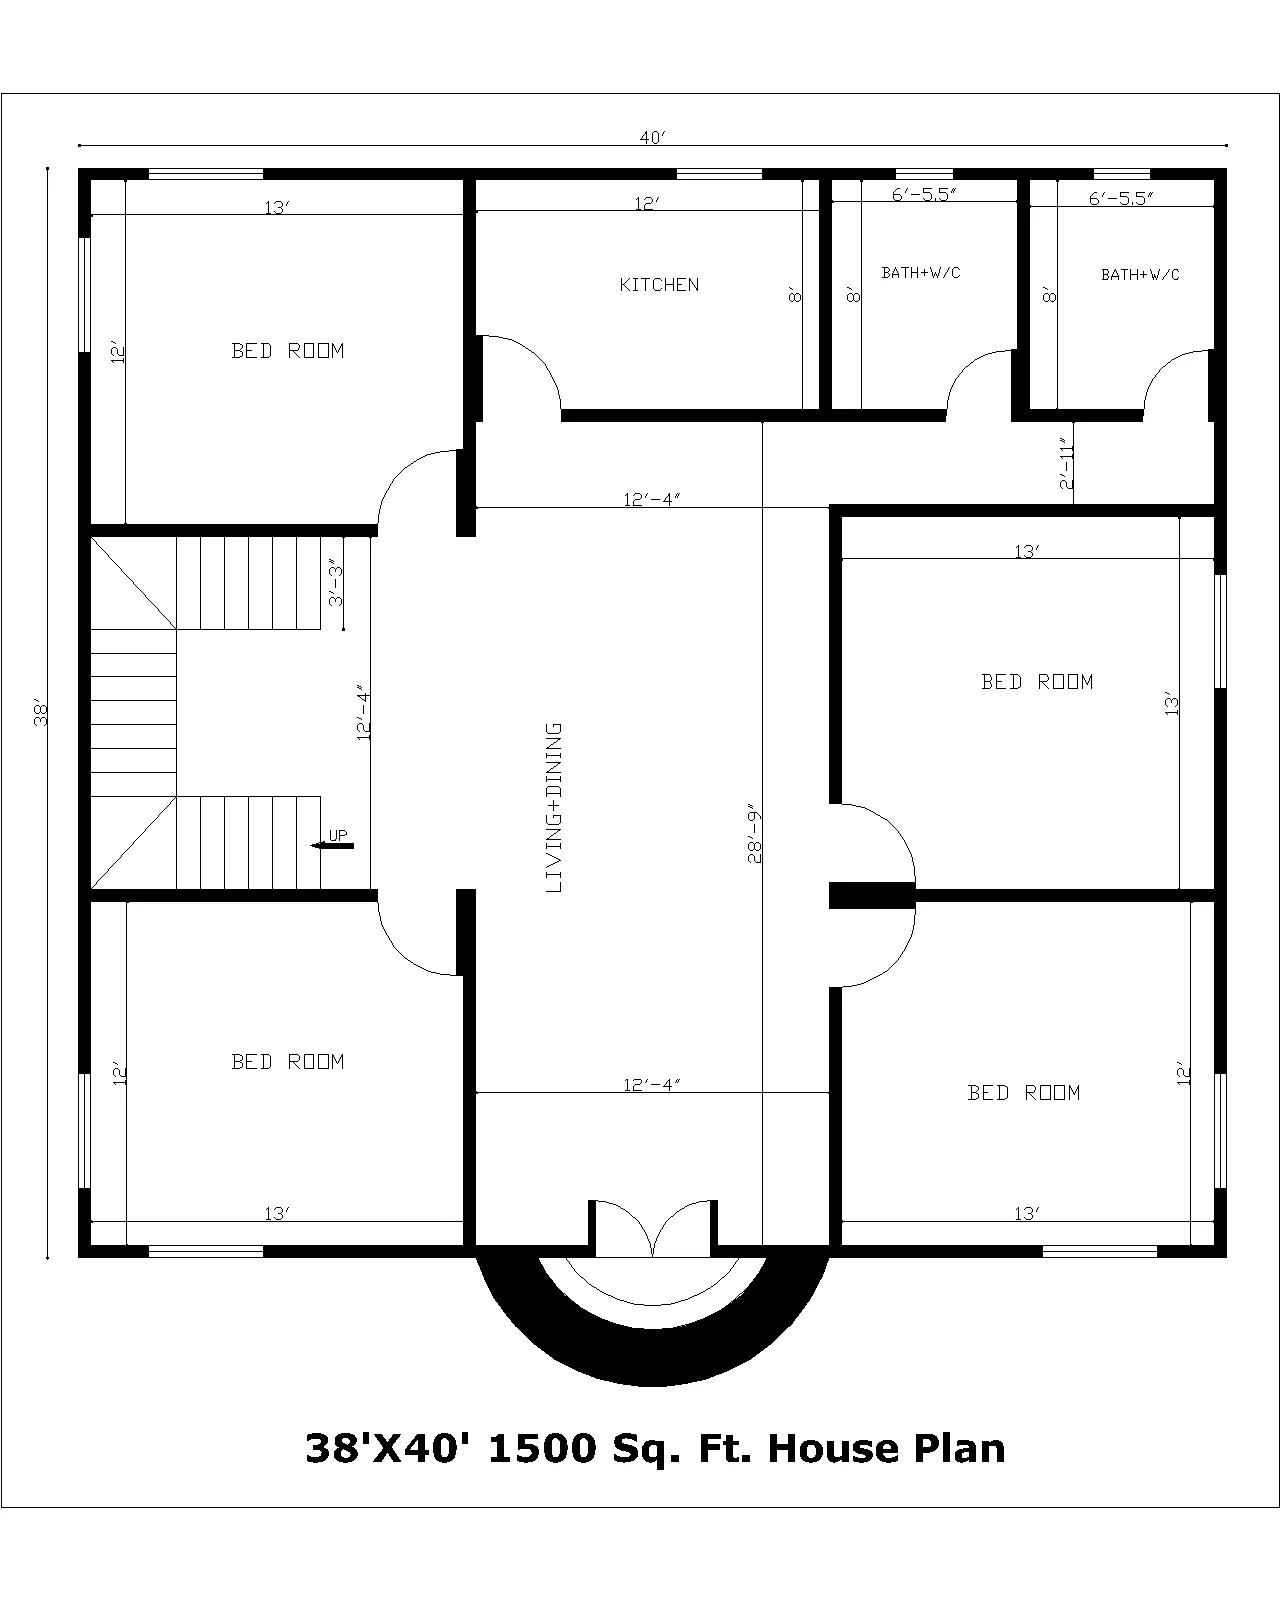 40'
13'
12'
6'-5.5"
6'-5.5"
KITCHEN
BATH+W/C
BATH+W/C
8'
8'
8'
BED ROOM
12'
2'-11"
12'-4"
13'
3'-3"
BED ROOM
13'
38'
12'-4"
LIVING+DINING
28'-9"
UP
BED ROOM
12'
12'-4"
12'
BED ROOM
13'
13'
38'X40' 1500 Sq. Ft. House Plan